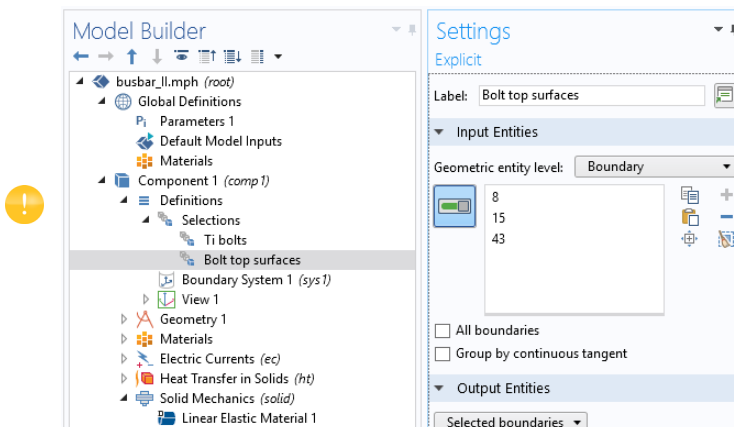 Model Builder
busbar_II.mph (root)
Global Definitions
Pi Parameters 1
Default Model Inputs
Materials
Component 1 (comp1)
Definitions
Selections
Ti bolts
Bolt top surfaces
Boundary System 1 (sys1)
View 1
Geometry 1
Materials
Electric Currents (ec)
Heat Transfer in Solids (ht)
Solid Mechanics (solid)
Linear Elastic Material 1
Settings
Explicit
Label: Bolt top surfaces
Input Entities
Geometric entity level: Boundary
8
15
43
All boundaries
Group by continuous tangent
Output Entities
Selected boundaries